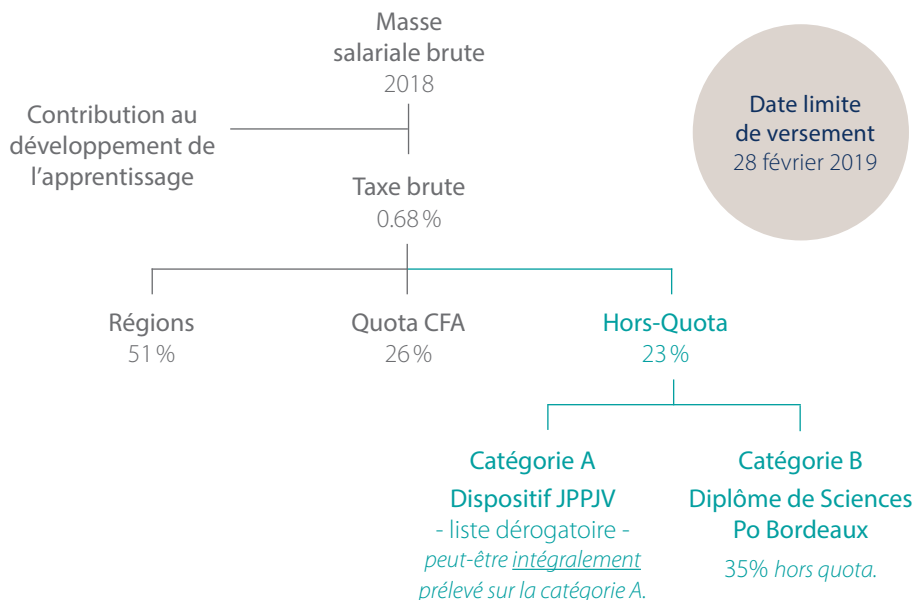 Masse
salariale brute
2018
Contribution au
développement de
l'apprentissage
Date limite
de versement
28 février 2019
Taxe brute
0.68 %
Régions
51 %
Quota CFA
26 %
Hors-Quota
23 %
Catégorie A
Dispositif JPPJV
- liste dérogatoire -
peut-être intégralement
prélevé sur la catégorie A.
Catégorie B
Diplôme de Sciences
Po Bordeaux
35% hors quota.